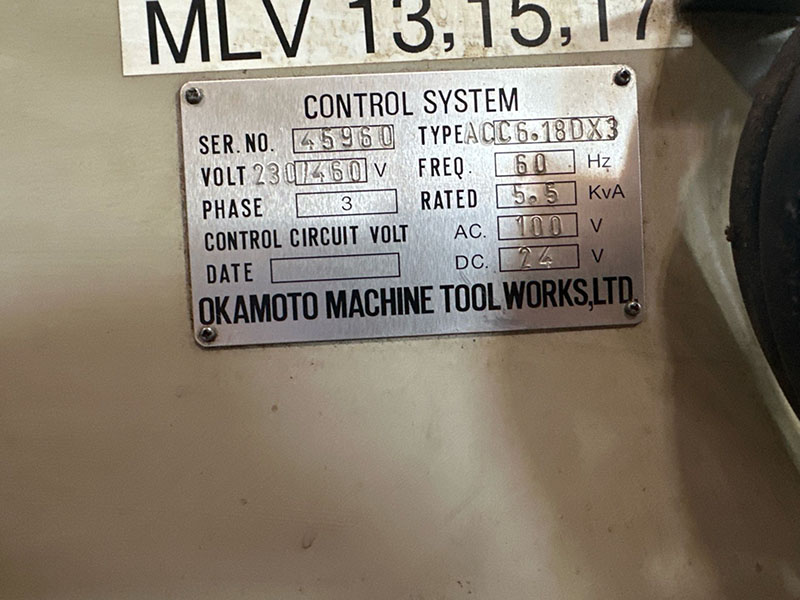 MLV 13,15,17
CONTROL SYSTEM
SER. NO. 45960 TYPE ACC6.18DX3
VOLT 230/460 V FREQ. 60 Hz
PHASE 3 RATED 5.5 KvA
CONTROL CIRCUIT VOLT AC. 100 V
DATE DC. 24 V
OKAMOTO MACHINE TOOL WORKS,LTD.